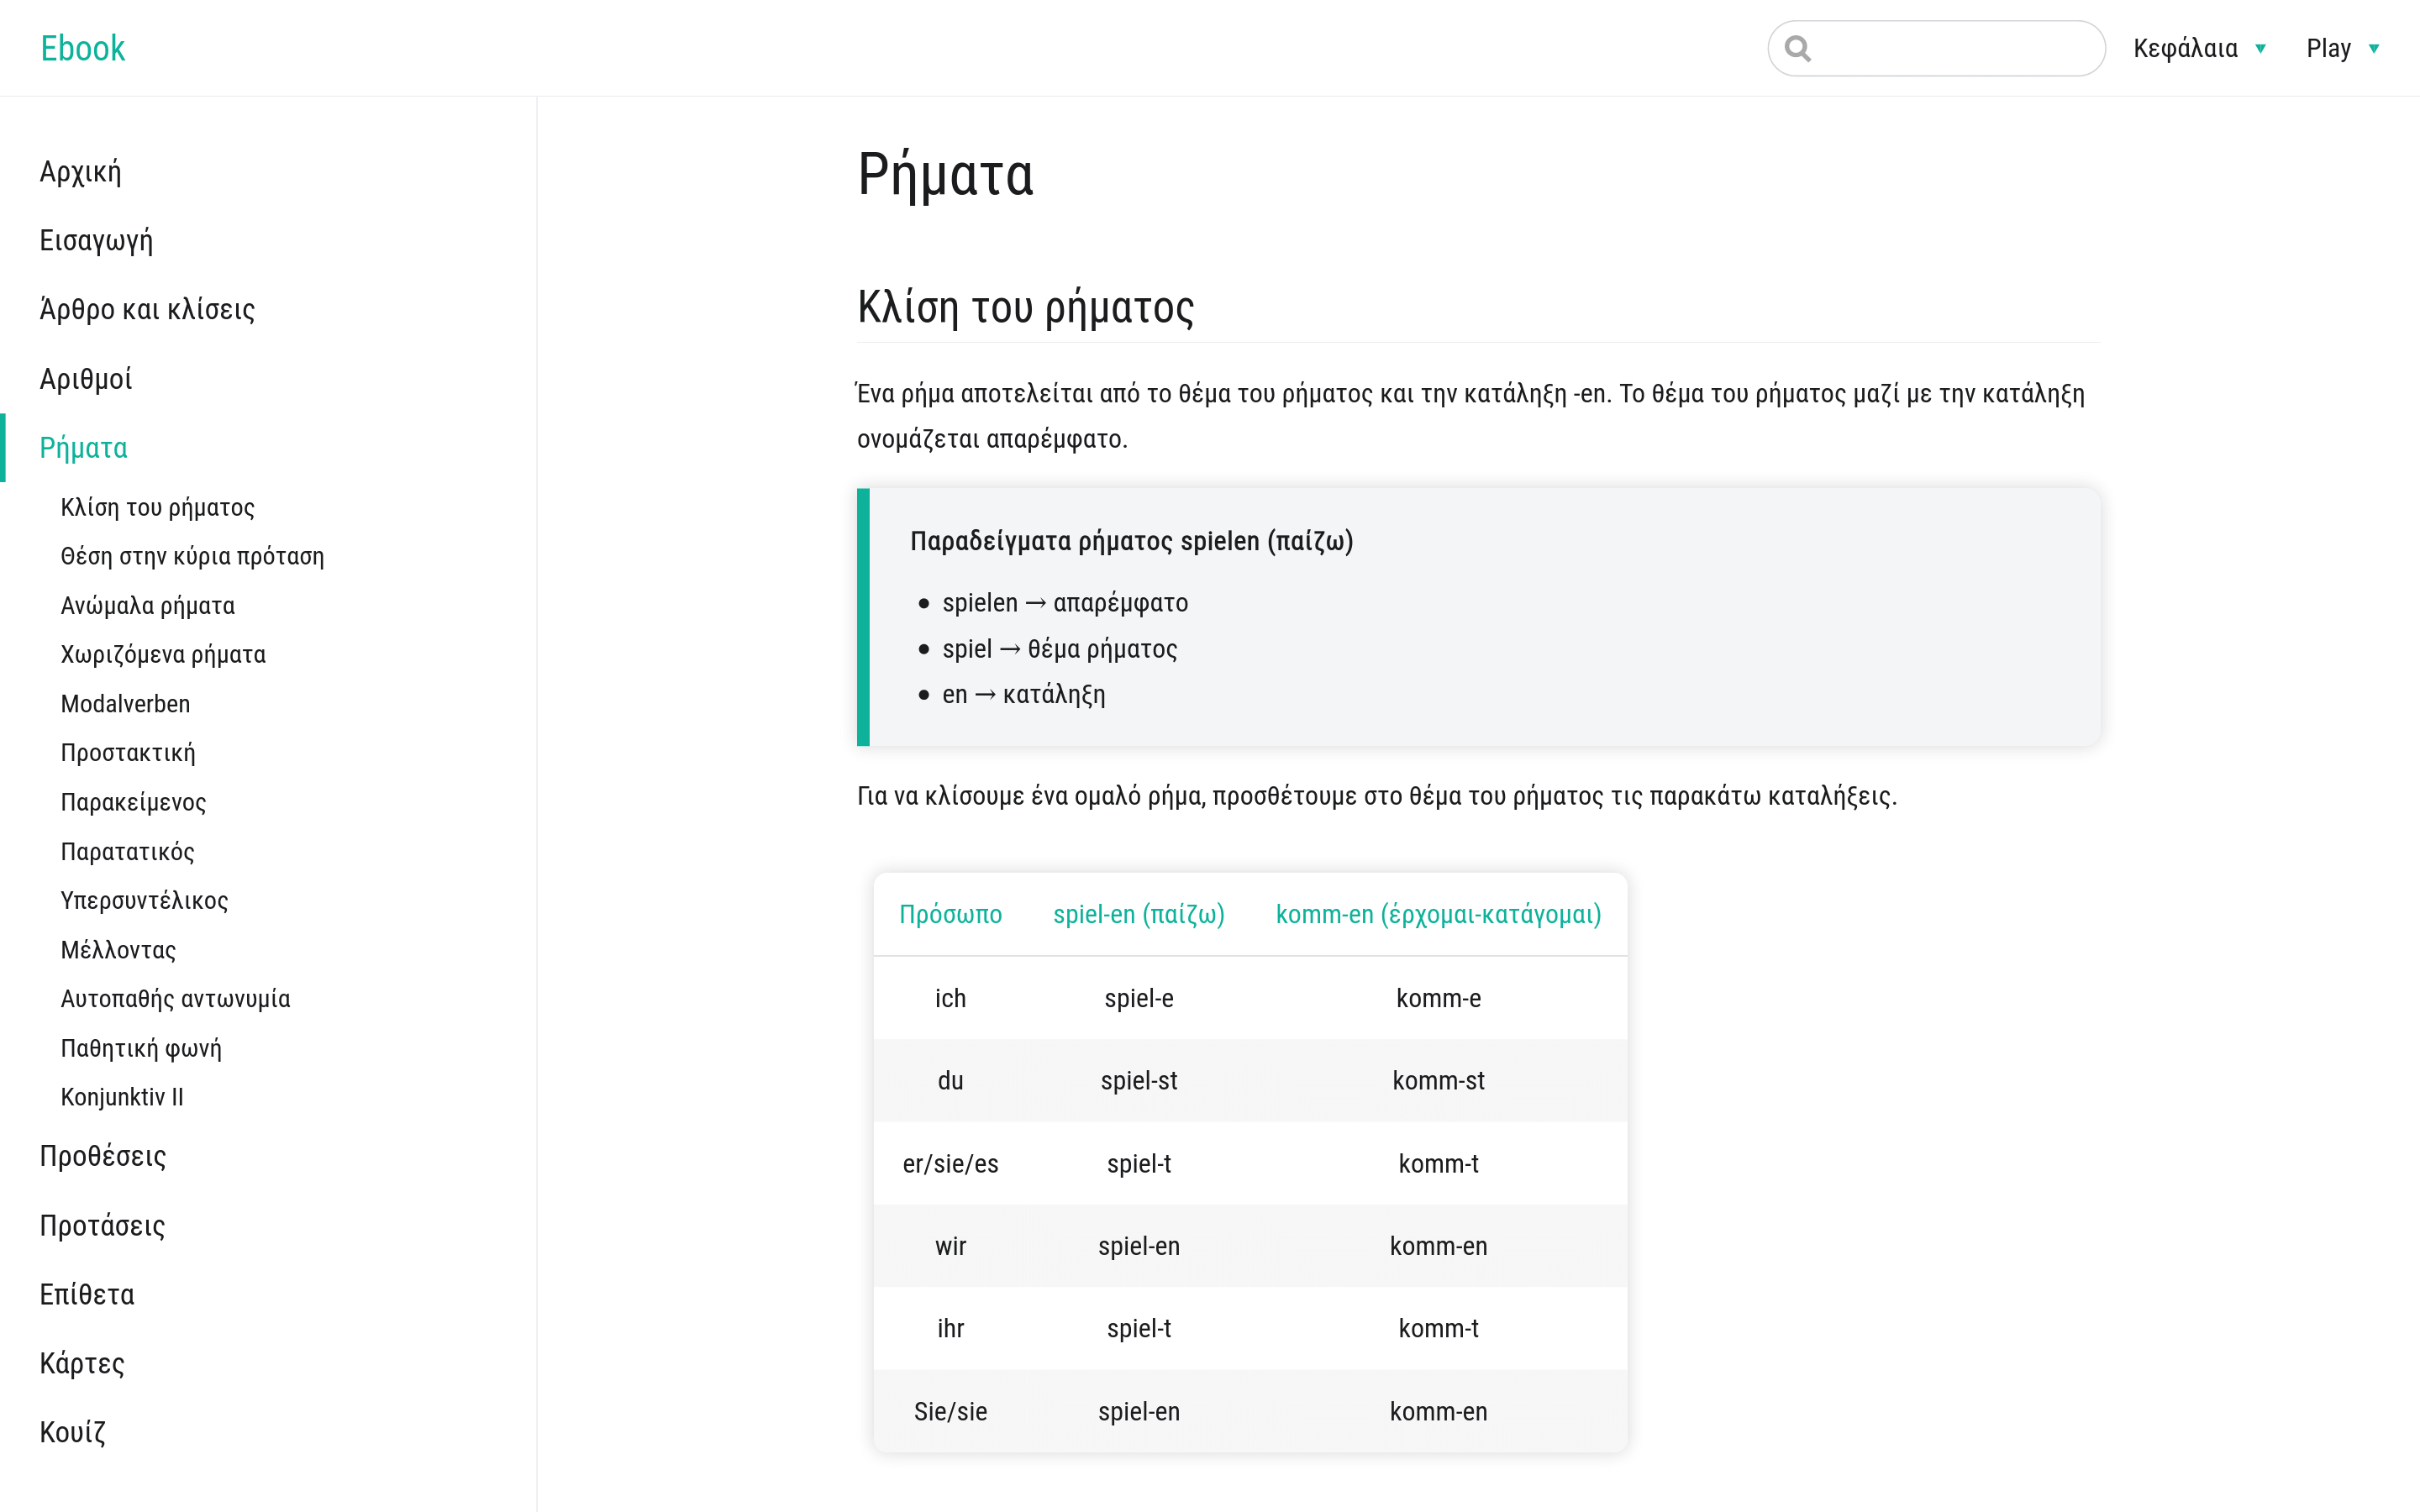 Ebook
Κεφάλαια ▼
Play ▼
Αρχική
Εισαγωγή
Άρθρο και κλίσεις
Αριθμοί
Ρήματα
Κλίση του ρήματος
Θέση στην κύρια πρόταση
Ανώμαλα ρήματα
Χωριζόμενα ρήματα
Modalverben
Προστακτική
Παρακείμενος
Παρατατικός
Υπερσυντέλικος
Μέλλοντας
Αυτοπαθής αντωνυμία
Παθητική φωνή
Konjunktiv II
Προθέσεις
Προτάσεις
Επίθετα
Κάρτες
Κουίζ
Ρήματα
Κλίση του ρήματος
Ένα ρήμα αποτελείται από το θέμα του ρήματος και την κατάληξη -en. Το θέμα του ρήματος μαζί με την κατάληξη
ονομάζεται απαρέμφατο.
Παραδείγματα ρήματος spielen (παίζω)
• spielen → απαρέμφατο
• spiel → θέμα ρήματος
• en → κατάληξη
Για να κλίσουμε ένα ομαλό ρήμα, προσθέτουμε στο θέμα του ρήματος τις παρακάτω καταλήξεις.
Πρόσωπο spiel-en (παίζω) komm-en (έρχομαι-κατάγομαι)
ich spiel-e komm-e
du spiel-st komm-st
er/sie/es spiel-t komm-t
wir spiel-en komm-en
ihr spiel-t komm-t
Sie/sie spiel-en komm-en